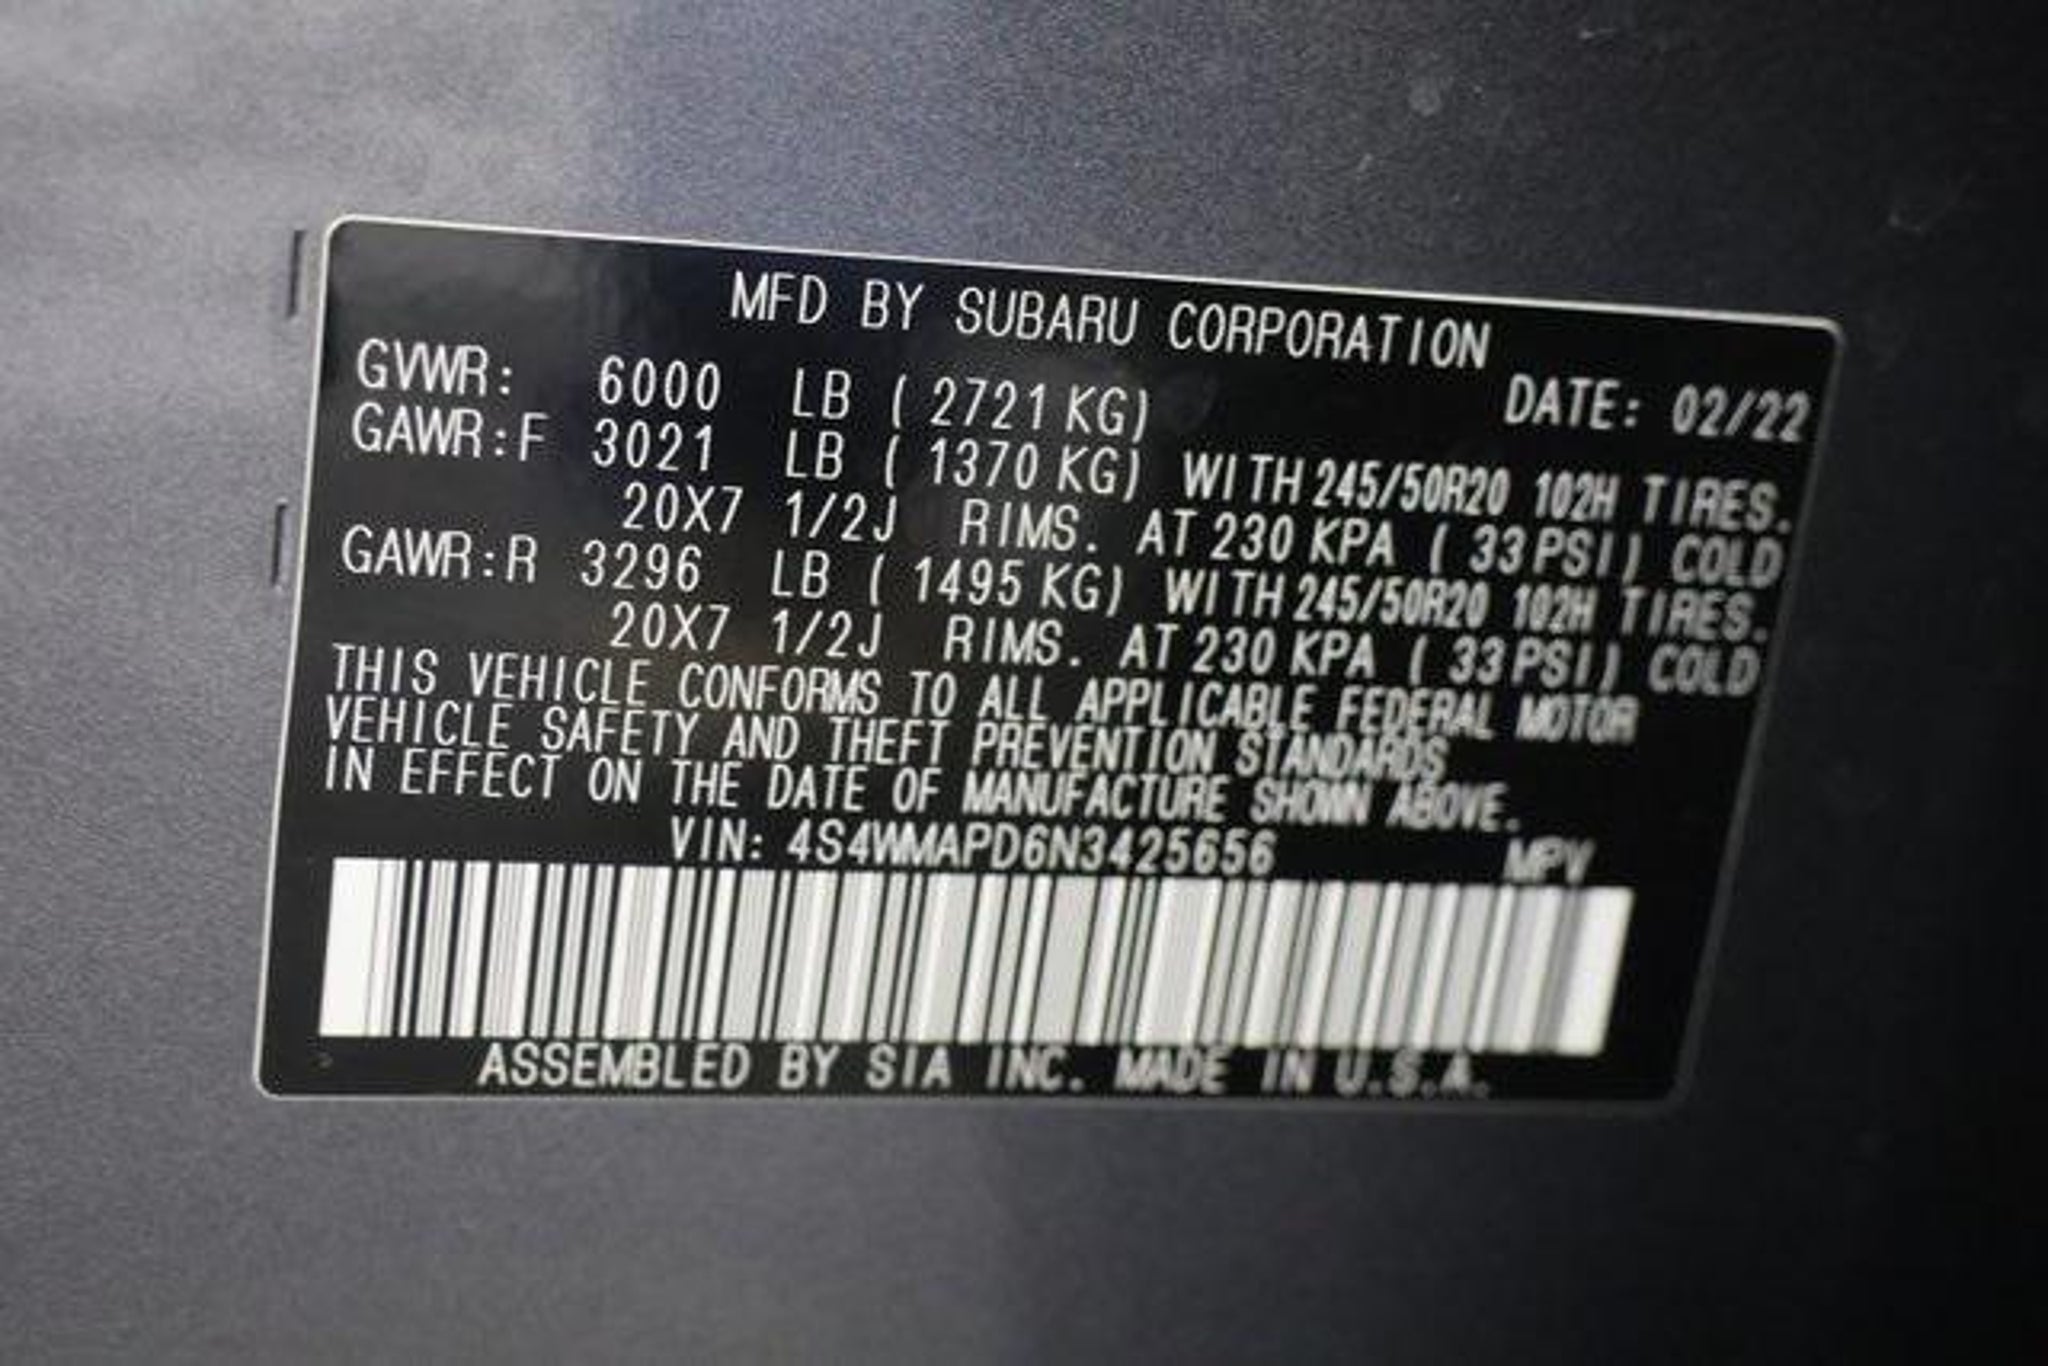 MFD BY SUBARU CORPORATION
GVWR: 6000 LB ( 2721 KG) DATE: 02/22
GAWR:F 3021 LB ( 1370 KG) WITH 245/50R20 102H TIRES.
20X7 1/2J RIMS. AT 230 KPA ( 33 PSI) COLD
GAWR:R 3296 LB ( 1495 KG) WITH 245/50R20 102H TIRES.
20X7 1/2J RIMS. AT 230 KPA ( 33 PSI) COLD
THIS VEHICLE CONFORMS TO ALL APPLICABLE FEDERAL MOTOR
VEHICLE SAFETY AND THEFT PREVENTION STANDARDS
IN EFFECT ON THE DATE OF MANUFACTURE SHOWN ABOVE.
VIN: 4S4WMAPD6N3425656 MPV
ASSEMBLED BY SIA INC. MADE IN U.S.A.